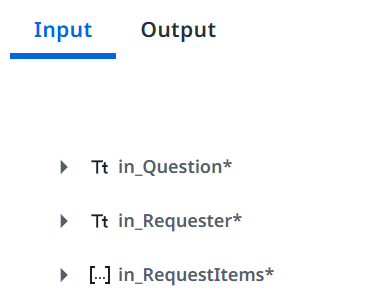 Input Output
Tt in_Question*
Tt in_Requester*
[...] in_RequestItems*